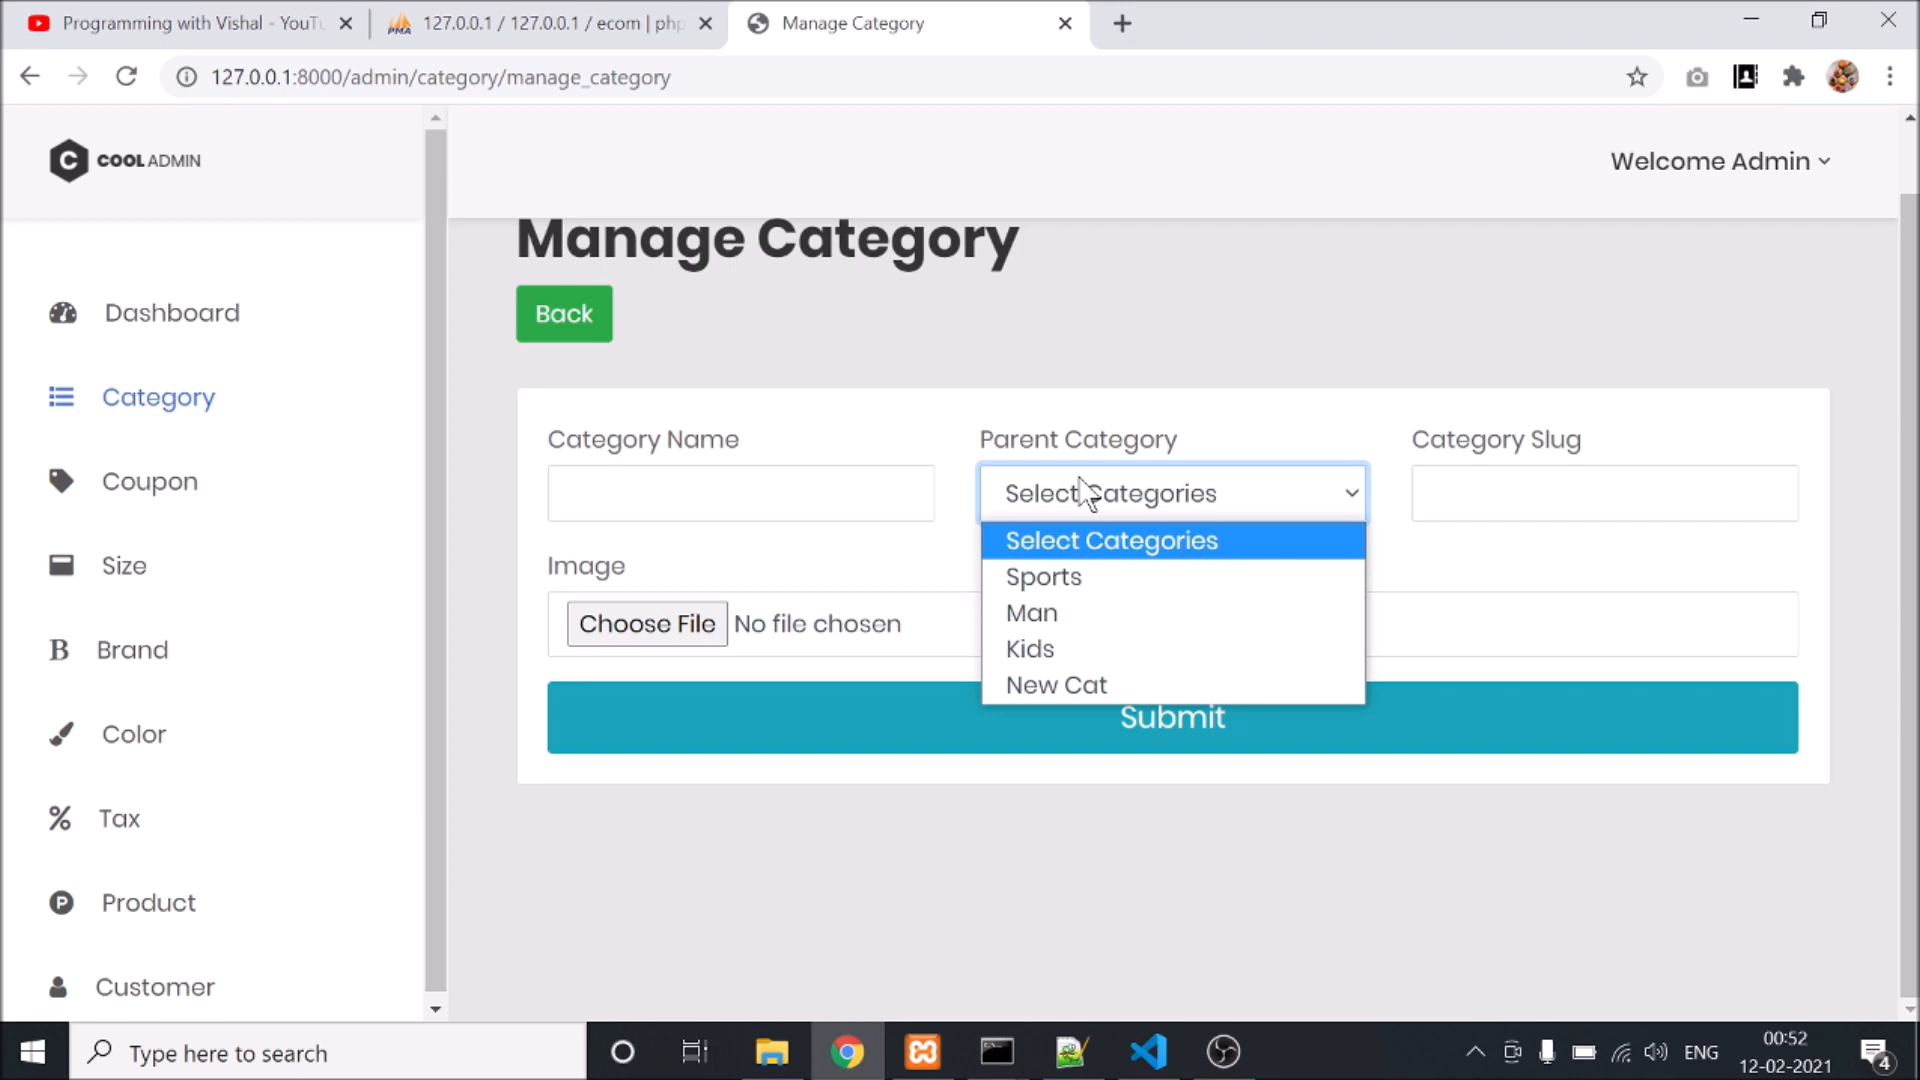 Programming with Vishal - YouTu
PMA
127.0.0.1 / 127.0.0.1 / ecom | php
Manage Category
127.0.0.1:8000/admin/category/manage_category
C COOL ADMIN
Welcome Admin
Manage Category
Back
Dashboard
Category
Coupon
Size
B Brand
Color
% Tax
P Product
Customer
Category Name
Parent Category
Category Slug
Select Categories
Select Categories
Sports
Man
Kids
New Cat
Image
Choose File No file chosen
Submit
Type here to search
ENG
00:52
12-02-2021
4